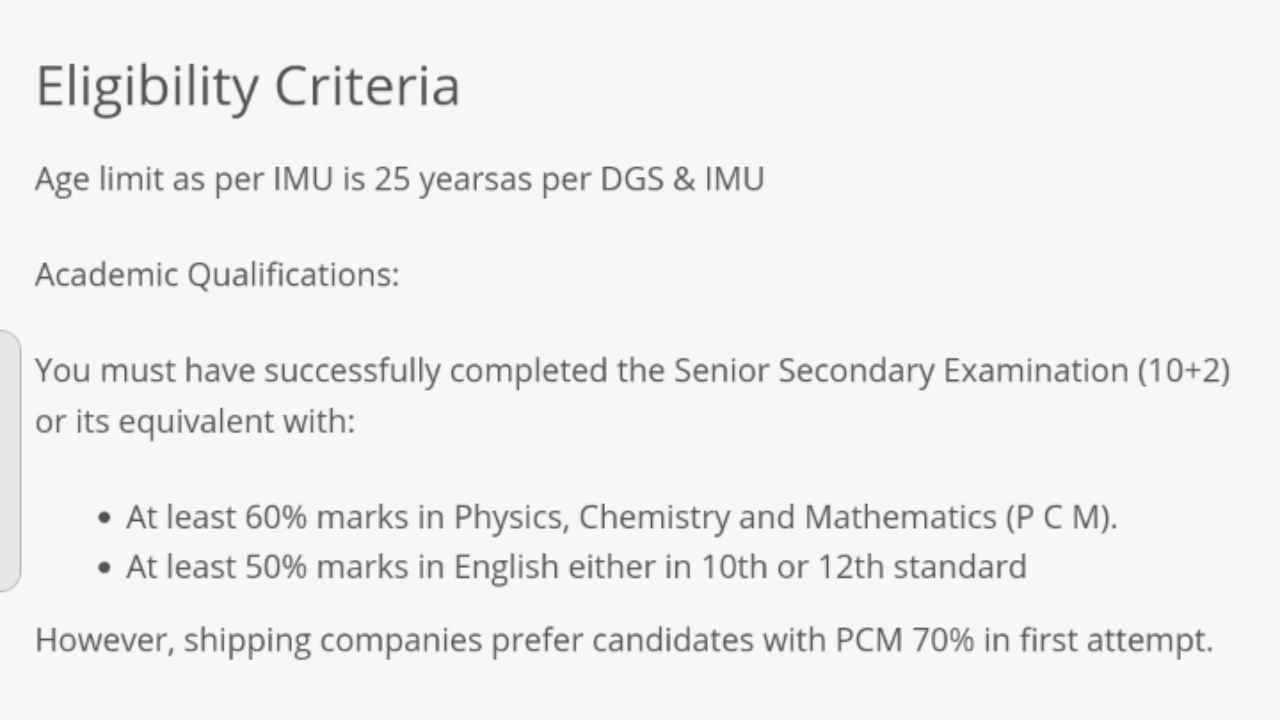 Eligibility Criteria
Age limit as per IMU is 25 yearsas per DGS & IMU
Academic Qualifications:
You must have successfully completed the Senior Secondary Examination (10+2)
or its equivalent with:
• At least 60% marks in Physics, Chemistry and Mathematics (P C M).
• At least 50% marks in English either in 10th or 12th standard
However, shipping companies prefer candidates with PCM 70% in first attempt.